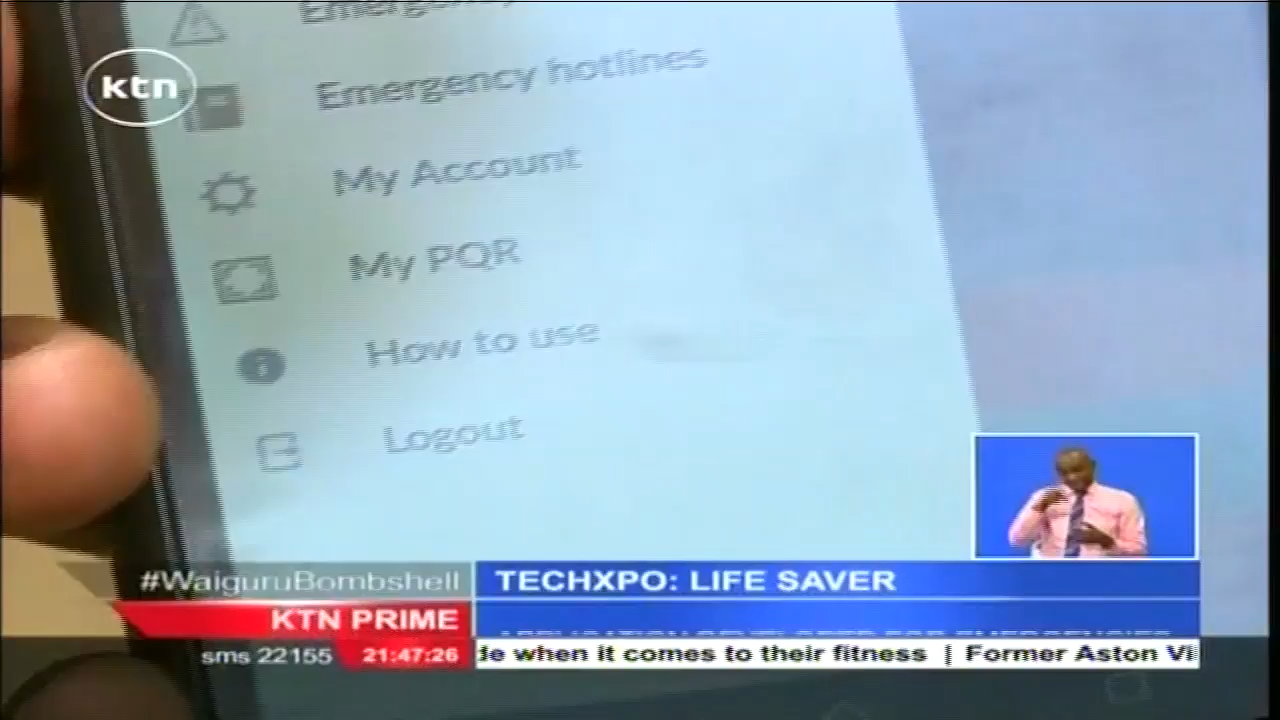 Emergency
ktn
Emergency hotlines
My Account
My PQR
How to use
Logout
#WaiguruBombshell
TECHXPO: LIFE SAVER
KTN PRIME
sms 22155
21:47:26
de when it comes to their fitness | Former Aston Vi